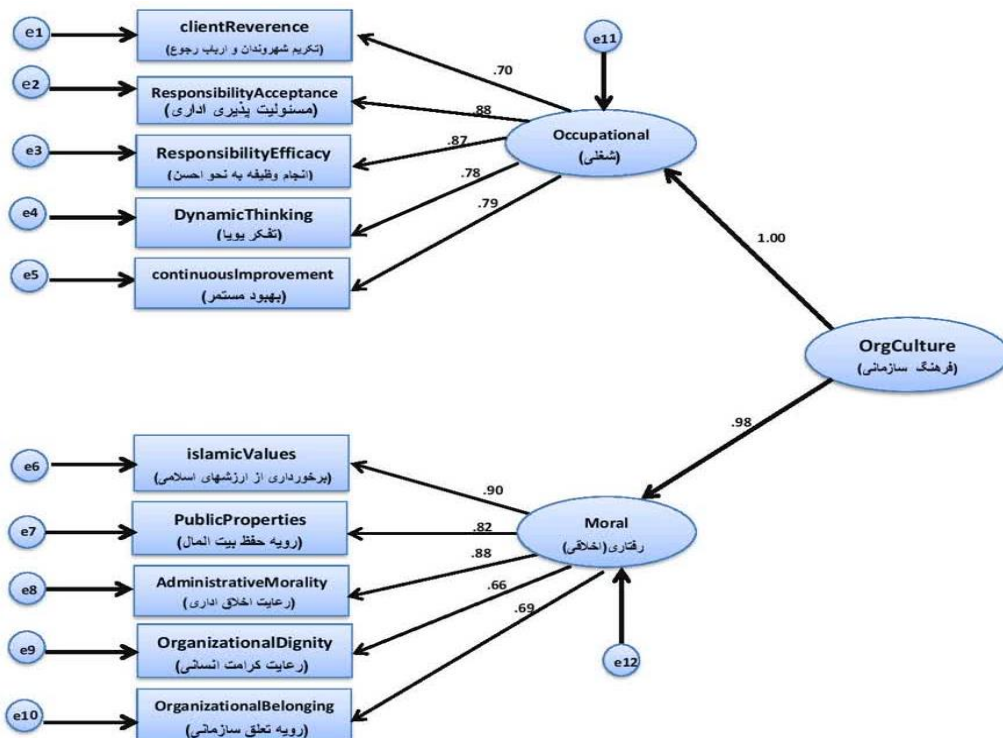 e1
clientReverence
(تکریم شهروندان و ارباب رجوع)
e2
ResponsibilityAcceptance
(مسئولیت پذیری اداری)
e3
ResponsibilityEfficacy
(انجام وظیفه به نحو احسن)
e4
DynamicThinking
(تفکر پویا)
e5
continuousImprovement
(بهبود مستمر)
.70
.88
.87
.78
.79
e11
Occupational
(شغلی)
1.00
OrgCulture
(فرهنگ سازمانی)
.98
e6
islamicValues
(برخورداری از ارزشهای اسلامی)
e7
PublicProperties
(رویه حفظ بیت المال)
e8
AdministrativeMorality
(رعایت اخلاق اداری)
e9
OrganizationalDignity
(رعایت کرامت انسانی)
e10
OrganizationalBelonging
(رویه تعلق سازمانی)
.90
.82
.88
.66
.69
Moral
رفتاری(اخلاقی)
e12